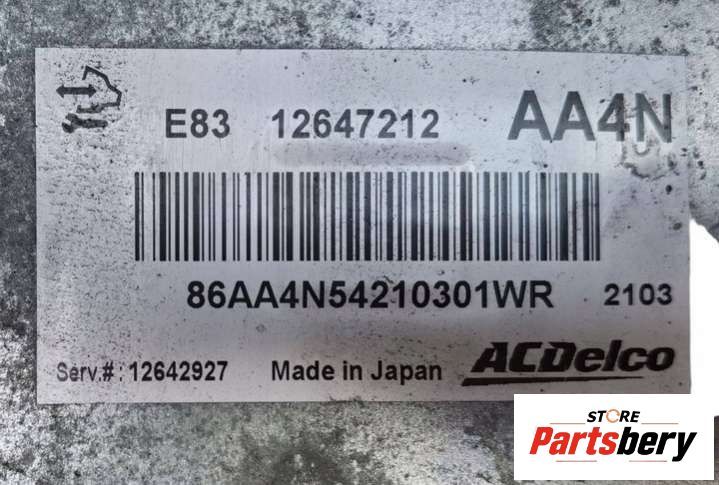 E83 12647212 AA4N
86AA4N54210301WR 2103
Serv.#: 12642927 Made in Japan ACDelco
STORE
Partsbery